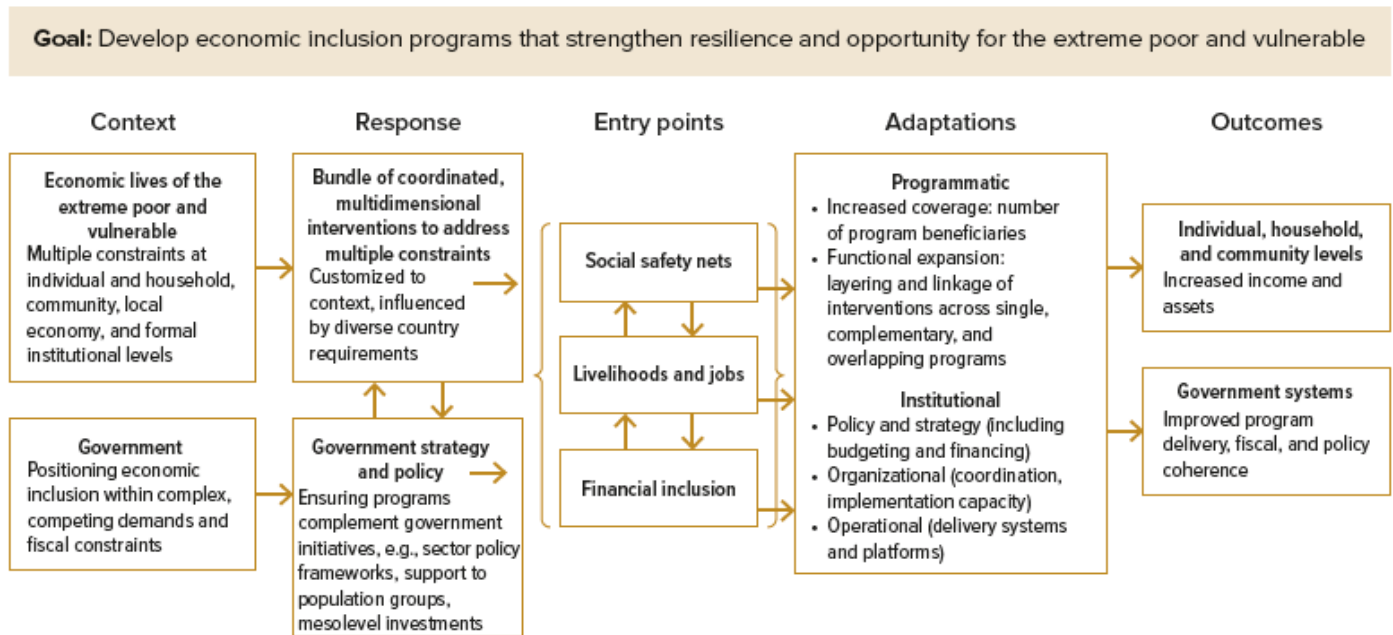 Goal: Develop economic inclusion programs that strengthen resilience and opportunity for the extreme poor and vulnerable
Context
Response
Entry points
Adaptations
Outcomes
Economic lives of the
extreme poor and
vulnerable
Multiple constraints at
individual and household,
community, local
economy, and formal
institutional levels
Government
Positioning economic
inclusion within complex,
competing demands and
fiscal constraints
Bundle of coordinated,
multidimensional
interventions to address
multiple constraints
Customized to
context, influenced
by diverse country
requirements
Government strategy
and policy
Ensuring programs
complement government
initiatives, e.g., sector policy
frameworks, support to
population groups,
mesolevel investments
Social safety nets
Livelihoods and jobs
Financial inclusion
Programmatic
• Increased coverage: number
of program beneficiaries
• Functional expansion:
layering and linkage of
interventions across single,
complementary, and
overlapping programs
Institutional
• Policy and strategy (including
budgeting and financing)
• Organizational (coordination,
implementation capacity)
• Operational (delivery systems
and platforms)
Individual, household,
and community levels
Increased income and
assets
Government systems
Improved program
delivery, fiscal, and policy
coherence